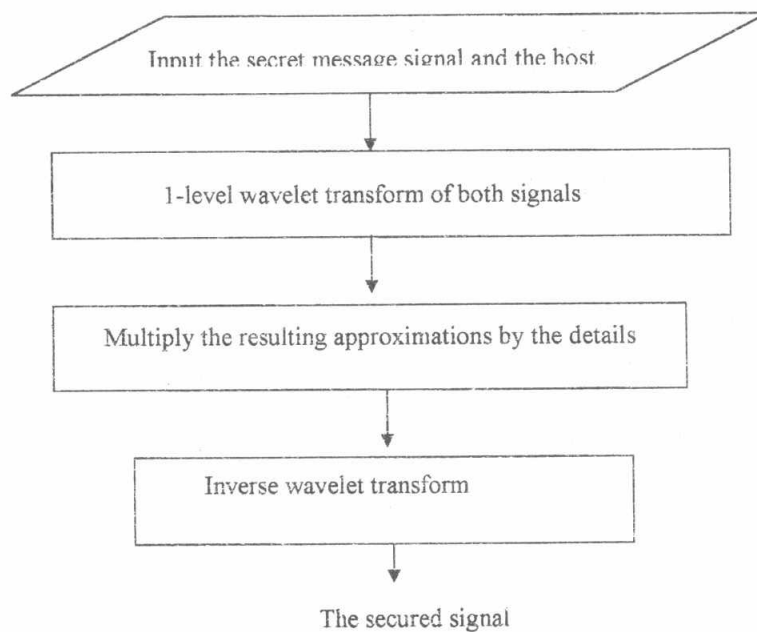 Input the secret message signal and the host
1-level wavelet transform of both signals
Multiply the resulting approximations by the details
Inverse wavelet transform
The secured signal